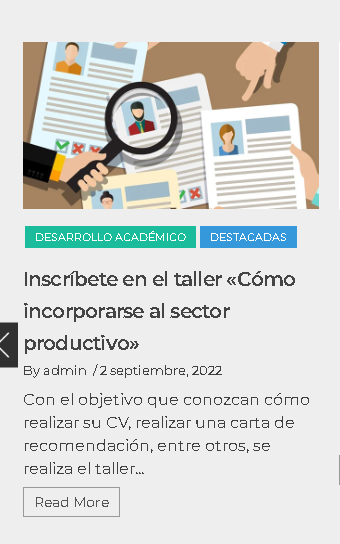 DESARROLLO ACADÉMICO DESTACADAS
Inscríbete en el taller «Cómo
incorporarse al sector
productivo»
By admin / 2 septiembre, 2022
Con el objetivo que conozcan cómo
realizar su CV, realizar una carta de
recomendación, entre otros, se
realiza el taller...
Read More